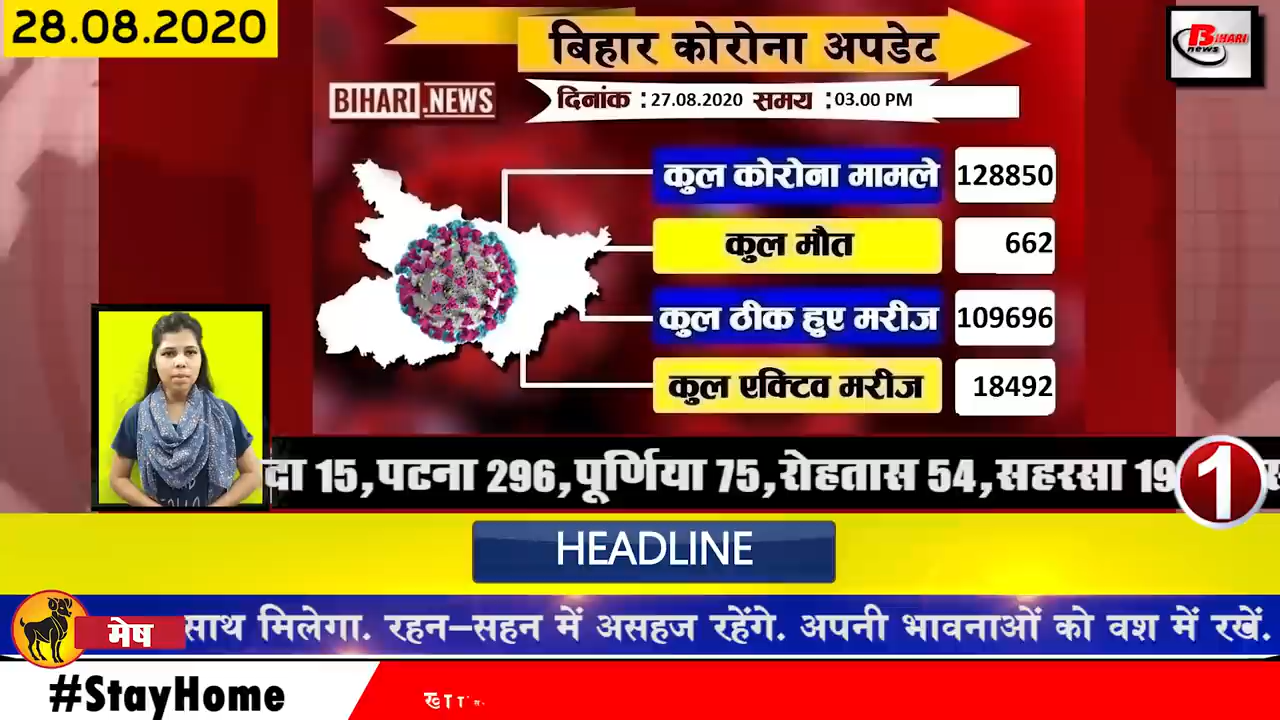 28.08.2020
बिहार कोरोना अपडेट
BIHARI
news
BIHARI.NEWS
दिनांक : 27.08.2020 समय : 03.00 PM
कुल कोरोना मामले 128850
कुल मौत 662
कुल ठीक हुए मरीज 109696
कुल एक्टिव मरीज 18492
दा 15,पटना 296,पूर्णिया 75,रोहतास 54,सहरसा 19
1
HEADLINE
मेष
साथ मिलेगा. रहन–सहन में असहज रहेंगे. अपनी भावनाओं को वश में रखें.
#StayHome